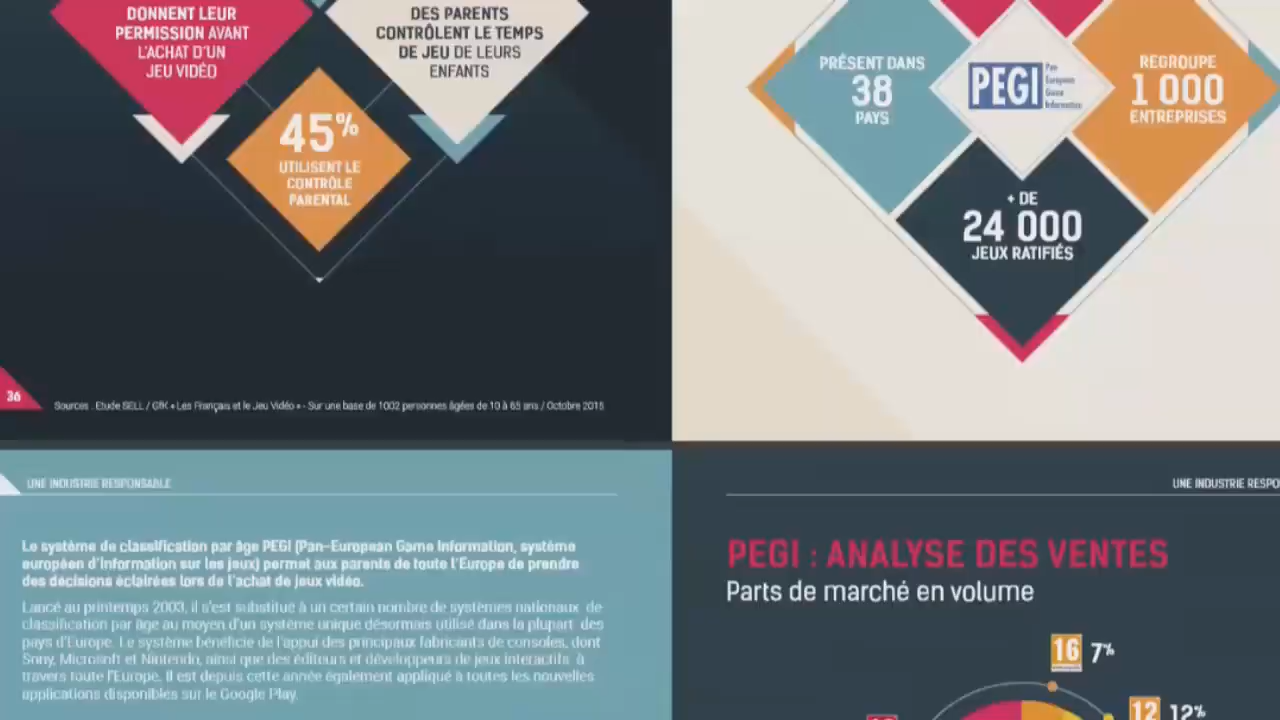 DONNENT LEUR
PERMISSION AVANT
L'ACHAT D'UN
JEU VIDÉO
DES PARENTS
CONTRÔLENT LE TEMPS
DE JEU DE LEURS
ENFANTS
45%
UTILISENT LE
CONTRÔLE
PARENTAL
36
Sources : Etude SELL / GfK « Les Français et le Jeu Vidéo » - Sur une base de 1002 personnes âgées de 10 à 65 ans / Octobre 2015
PRÉSENT DANS
38
PAYS
PEGI
Pan
European
Game
Information
REGROUPE
1 000
ENTREPRISES
+ DE
24 000
JEUX RATIFIÉS
UNE INDUSTRIE RESPONSABLE
Le système de classification par âge PEGI (Pan-European Game Information, système
européen d'information sur les jeux) permet aux parents de toute l'Europe de prendre
des décisions éclairées lors de l'achat de jeux vidéo.
Lancé au printemps 2003, il s'est substitué à un certain nombre de systèmes nationaux de
classification par âge au moyen d'un système unique désormais utilisé dans la plupart des
pays d'Europe. Le système bénéficie de l'appui des principaux fabricants de consoles, dont
Sony, Microsoft et Nintendo, ainsi que des éditeurs et développeurs de jeux interactifs à
travers toute l'Europe. Il est depuis cette année également appliqué à toutes les nouvelles
applications disponibles sur le Google Play.
UNE INDUSTRIE RESPO
PEGI : ANALYSE DES VENTES
Parts de marché en volume
16 7%
12 12%